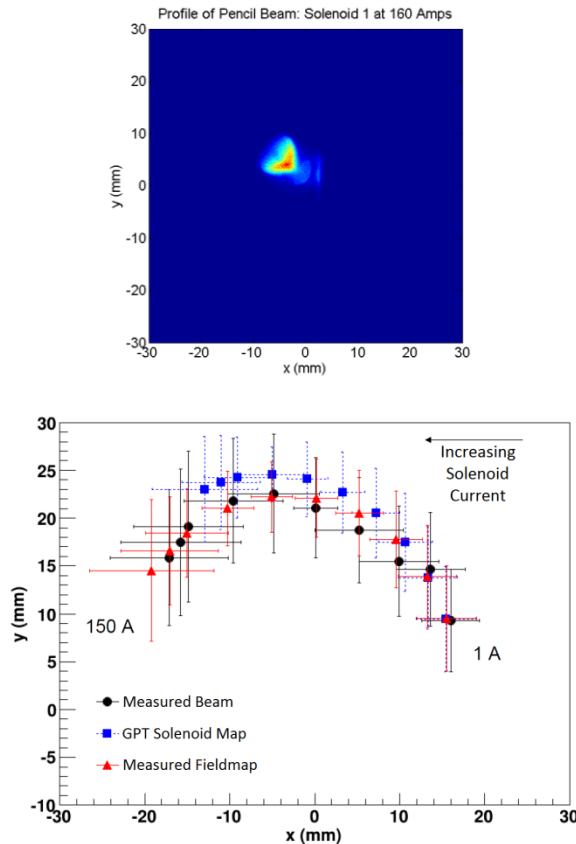 Profile of Pencil Beam: Solenoid 1 at 160 Amps
30
20
10
0
-10
-20
-30
y (mm)
-30
-20
-10
0
10
20
30
x (mm)
30
25
20
15
10
5
0
-5
-10
y (mm)
Increasing
Solenoid
Current
150 A
1 A
Measured Beam
GPT Solenoid Map
Measured Fieldmap
-30
-20
-10
0
10
20
30
x (mm)